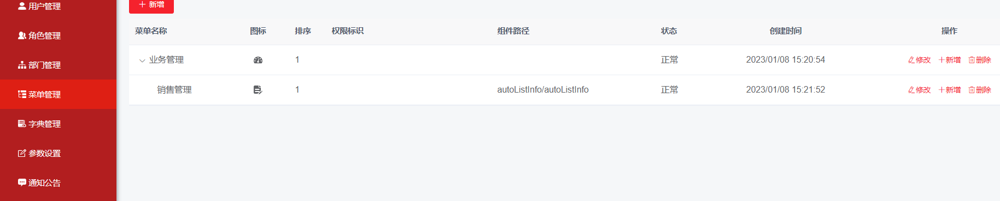 用户管理
角色管理
部门管理
菜单管理
字典管理
参数设置
通知公告
新增
菜单名称 图标 排序 权限标识 组件路径 状态 创建时间 操作
业务管理 1 正常 2023/01/08 15:20:54 修改 新增 删除
销售管理 1 autoListInfo/autoListInfo 正常 2023/01/08 15:21:52 修改 新增 删除